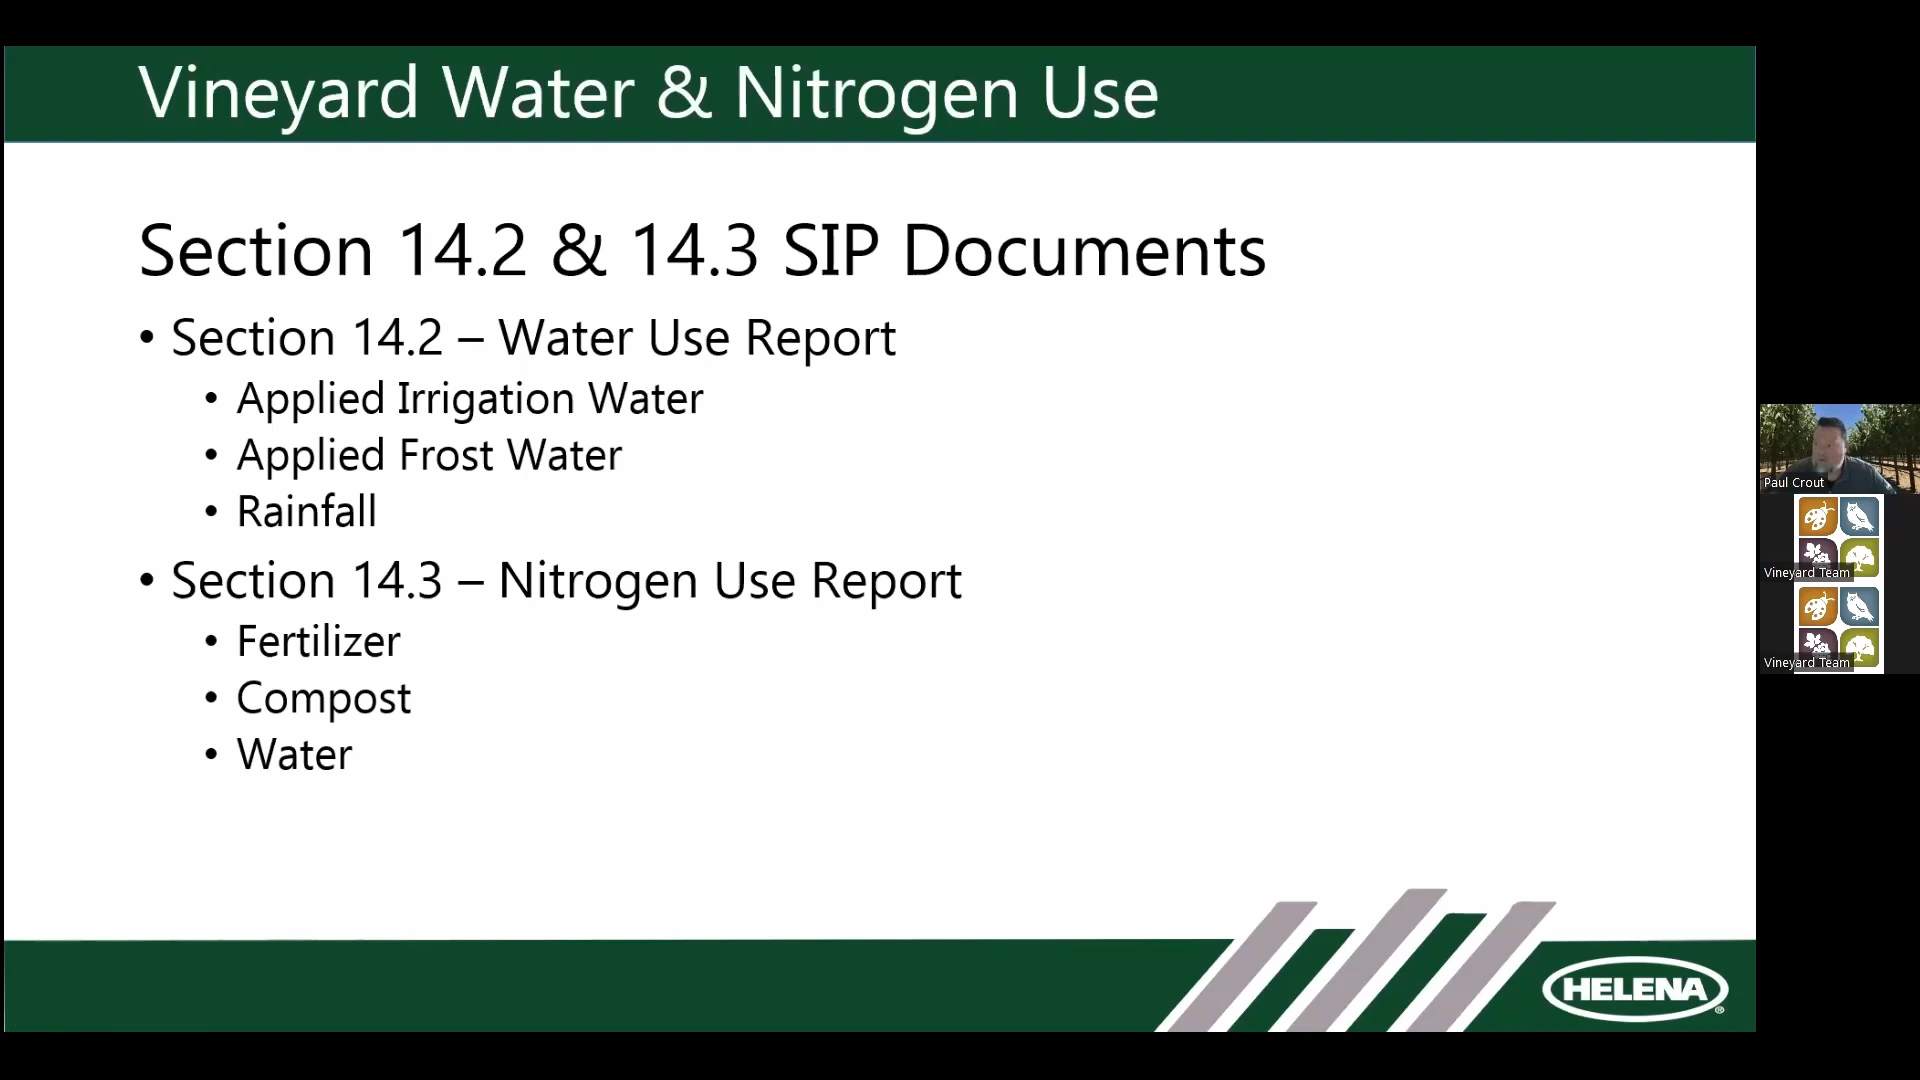 Vineyard Water & Nitrogen Use
Section 14.2 & 14.3 SIP Documents
• Section 14.2 – Water Use Report
• Applied Irrigation Water
• Applied Frost Water
• Rainfall
• Section 14.3 – Nitrogen Use Report
• Fertilizer
• Compost
• Water
HELENA®
Paul Crout
Vineyard Team
Vineyard Team